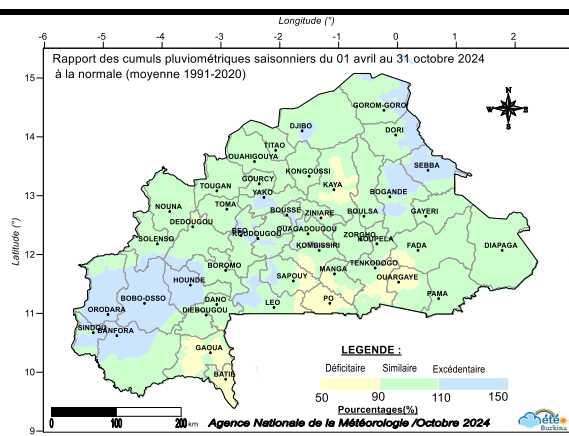 Longitude (°)
-6 -5 -4 -3 -2 -1 0 1 2
Rapport des cumuls pluviométriques saisonniers du 01 avril au 31 octobre 2024
à la normale (moyenne 1991-2020)
15
N
GOROM-GORO
W E
S
DJIBO
DORI
14
TITAO
OUAHIGOUYA
SEBBA
KONGOUSSI
GOURCY
TOUGAN
KAYA
YAKO
BOGANDE
13
NOUNA
TOMA
BOUSSE
ZINIARE
BOULSA
GAYERI
DEDOUGOU
REO
KOUDOUGOU
OUAGADOUGOU
ZORGHO
KOUPELA
SOLENZO
KOMBISSIRI
FADA
DIAPAGA
Latitude (°)
12
BOROMO
TENKODOGO
MANGA
SAPOUY
OUARGAYE
HOUNDE
BOBO-DSSO
DANO
LEO
PO
PAMA
ORODARA
DIEBOUGOU
11
SINDOU
BANFORA
GAOUA
LEGENDE :
10
BATIE
Déficitaire Similaire Excédentaire
50 90 110 150
Pourcentages(%)
0 100 200 km
Agence Nationale de la Météorologie /Octobre 2024
météo
Burkina
9